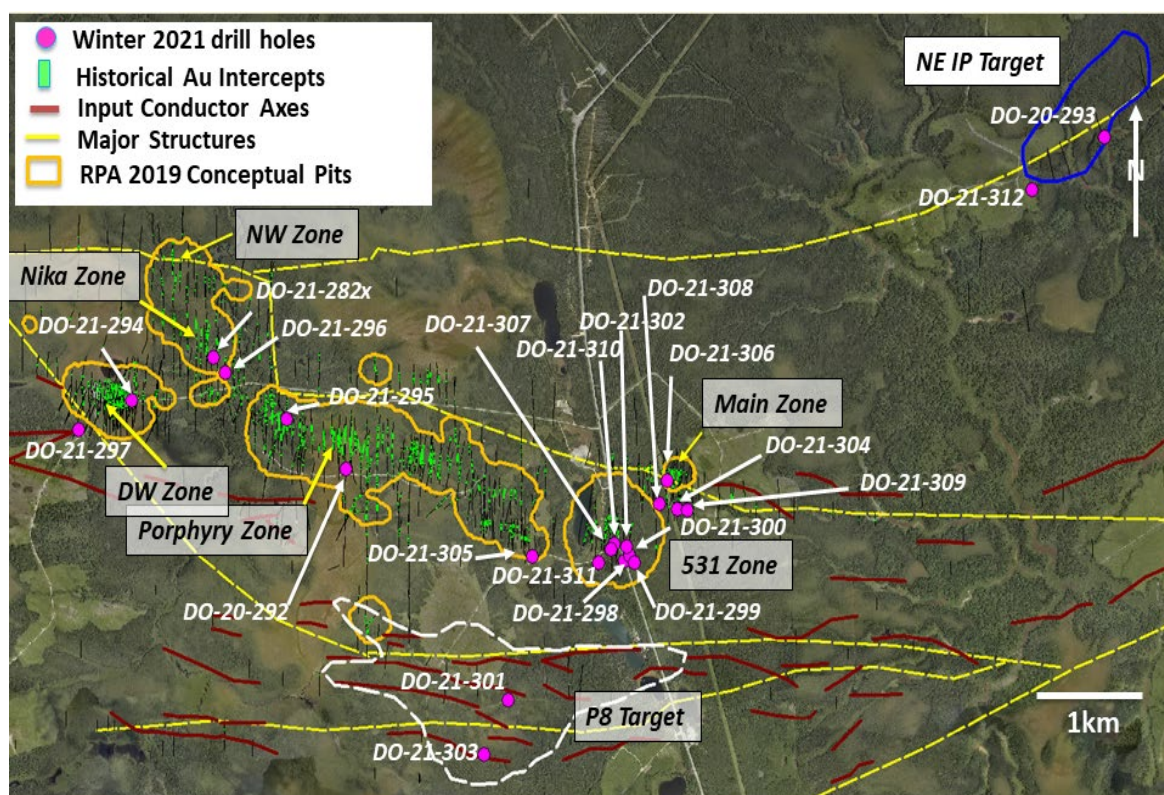 Winter 2021 drill holes
Historical Au Intercepts
Input Conductor Axes
Major Structures
RPA 2019 Conceptual Pits
NE IP Target
DO-20-293
N
DO-21-312
NW Zone
Nika Zone
DO-21-282x
DO-21-308
DO-21-294
DO-21-296
DO-21-307
DO-21-302
DO-21-310
DO-21-306
DO-21-295
Main Zone
DO-21-297
DO-21-304
DO-21-309
DW Zone
Porphyry Zone
DO-21-300
DO-21-305
DO-21-311
531 Zone
DO-20-292
DO-21-298
DO-21-299
DO-21-301
P8 Target
1km
DO-21-303